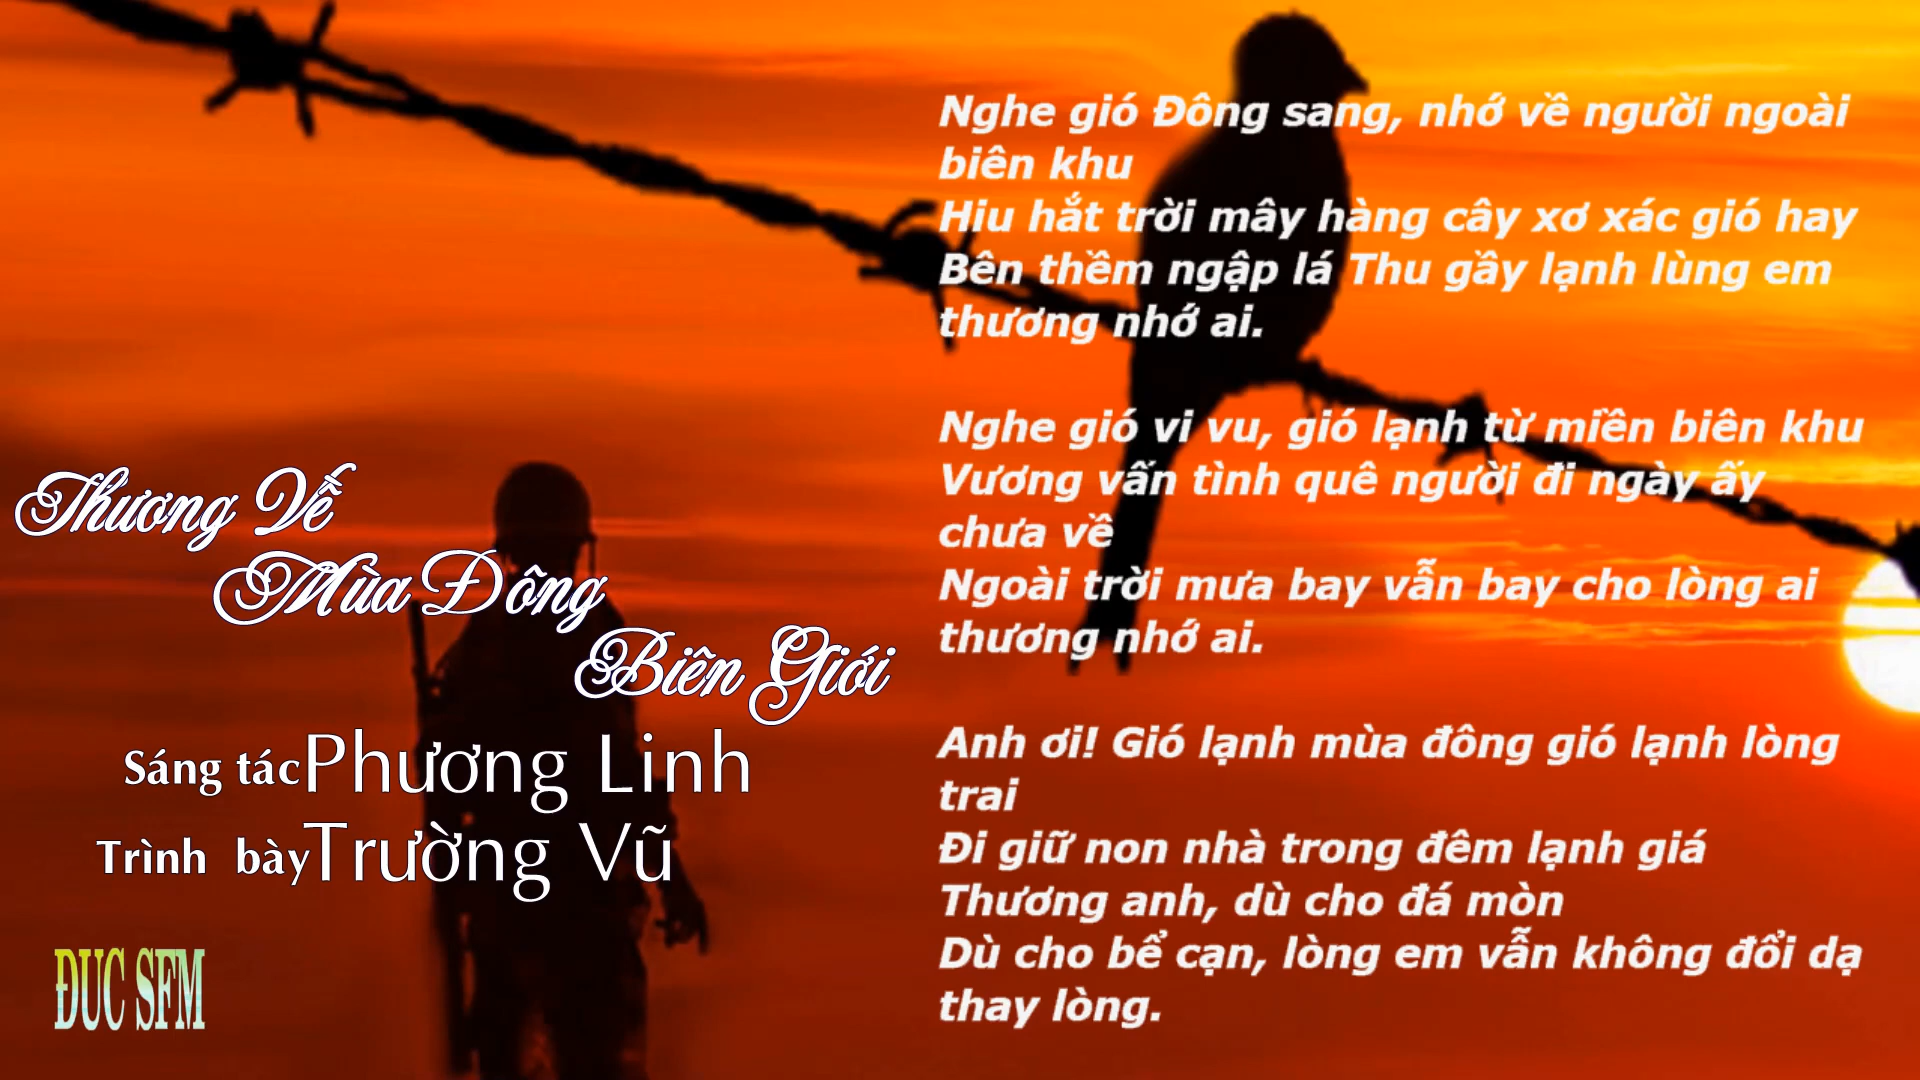 Thương Về
Mùa Đông
Biên Giới
Sáng tác Phương Linh
Trình bày Trường Vũ
ĐUC SFM
Nghe gió Đông sang, nhớ về người ngoài
biên khu
Hiu hắt trời mây hàng cây xơ xác gió hay
Bên thềm ngập lá Thu gầy lạnh lùng em
thương nhớ ai.
Nghe gió vi vu, gió lạnh từ miền biên khu
Vương vấn tình quê người đi ngày ấy
chưa về
Ngoài trời mưa bay vẫn bay cho lòng ai
thương nhớ ai.
Anh ơi! Gió lạnh mùa đông gió lạnh lòng
trai
Đi giữ non nhà trong đêm lạnh giá
Thương anh, dù cho đá mòn
Dù cho bể cạn, lòng em vẫn không đổi dạ
thay lòng.